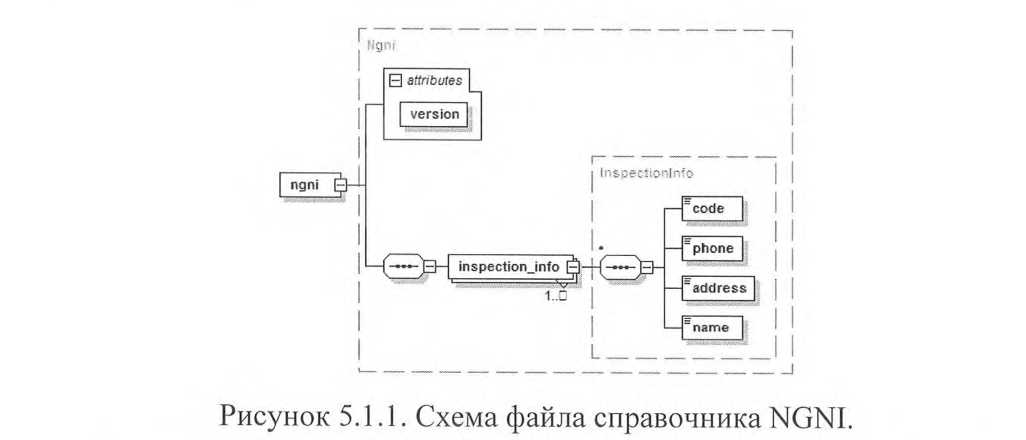 Ngni
attributes
version
ngni
InspectionInfo
code
phone
inspection_info
address
1..
name
Рисунок 5.1.1. Схема файла справочника NGNI.